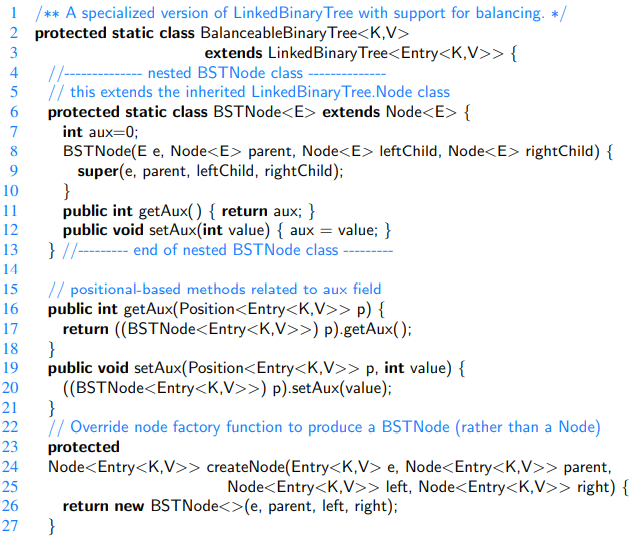 1 /** A specialized version of LinkedBinaryTree with support for balancing. */
2 protected static class BalanceableBinaryTree<K,V>
3 extends LinkedBinaryTree<Entry<K,V>> {
4 //-------------- nested BSTNode class --------------
5 // this extends the inherited LinkedBinaryTree.Node class
6 protected static class BSTNode<E> extends Node<E> {
7 int aux=0;
8 BSTNode(E e, Node<E> parent, Node<E> leftChild, Node<E> rightChild) {
9 super(e, parent, leftChild, rightChild);
10 }
11 public int getAux() { return aux; }
12 public void setAux(int value) { aux = value; }
13 } //--------- end of nested BSTNode class ---------
14
15 // positional-based methods related to aux field
16 public int getAux(Position<Entry<K,V>> p) {
17 return ((BSTNode<Entry<K,V>>) p).getAux();
18 }
19 public void setAux(Position<Entry<K,V>> p, int value) {
20 ((BSTNode<Entry<K,V>>) p).setAux(value);
21 }
22 // Override node factory function to produce a BSTNode (rather than a Node)
23 protected
24 Node<Entry<K,V>> createNode(Entry<K,V> e, Node<Entry<K,V>> parent,
25 Node<Entry<K,V>> left, Node<Entry<K,V>> right) {
26 return new BSTNode<>(e, parent, left, right);
27 }